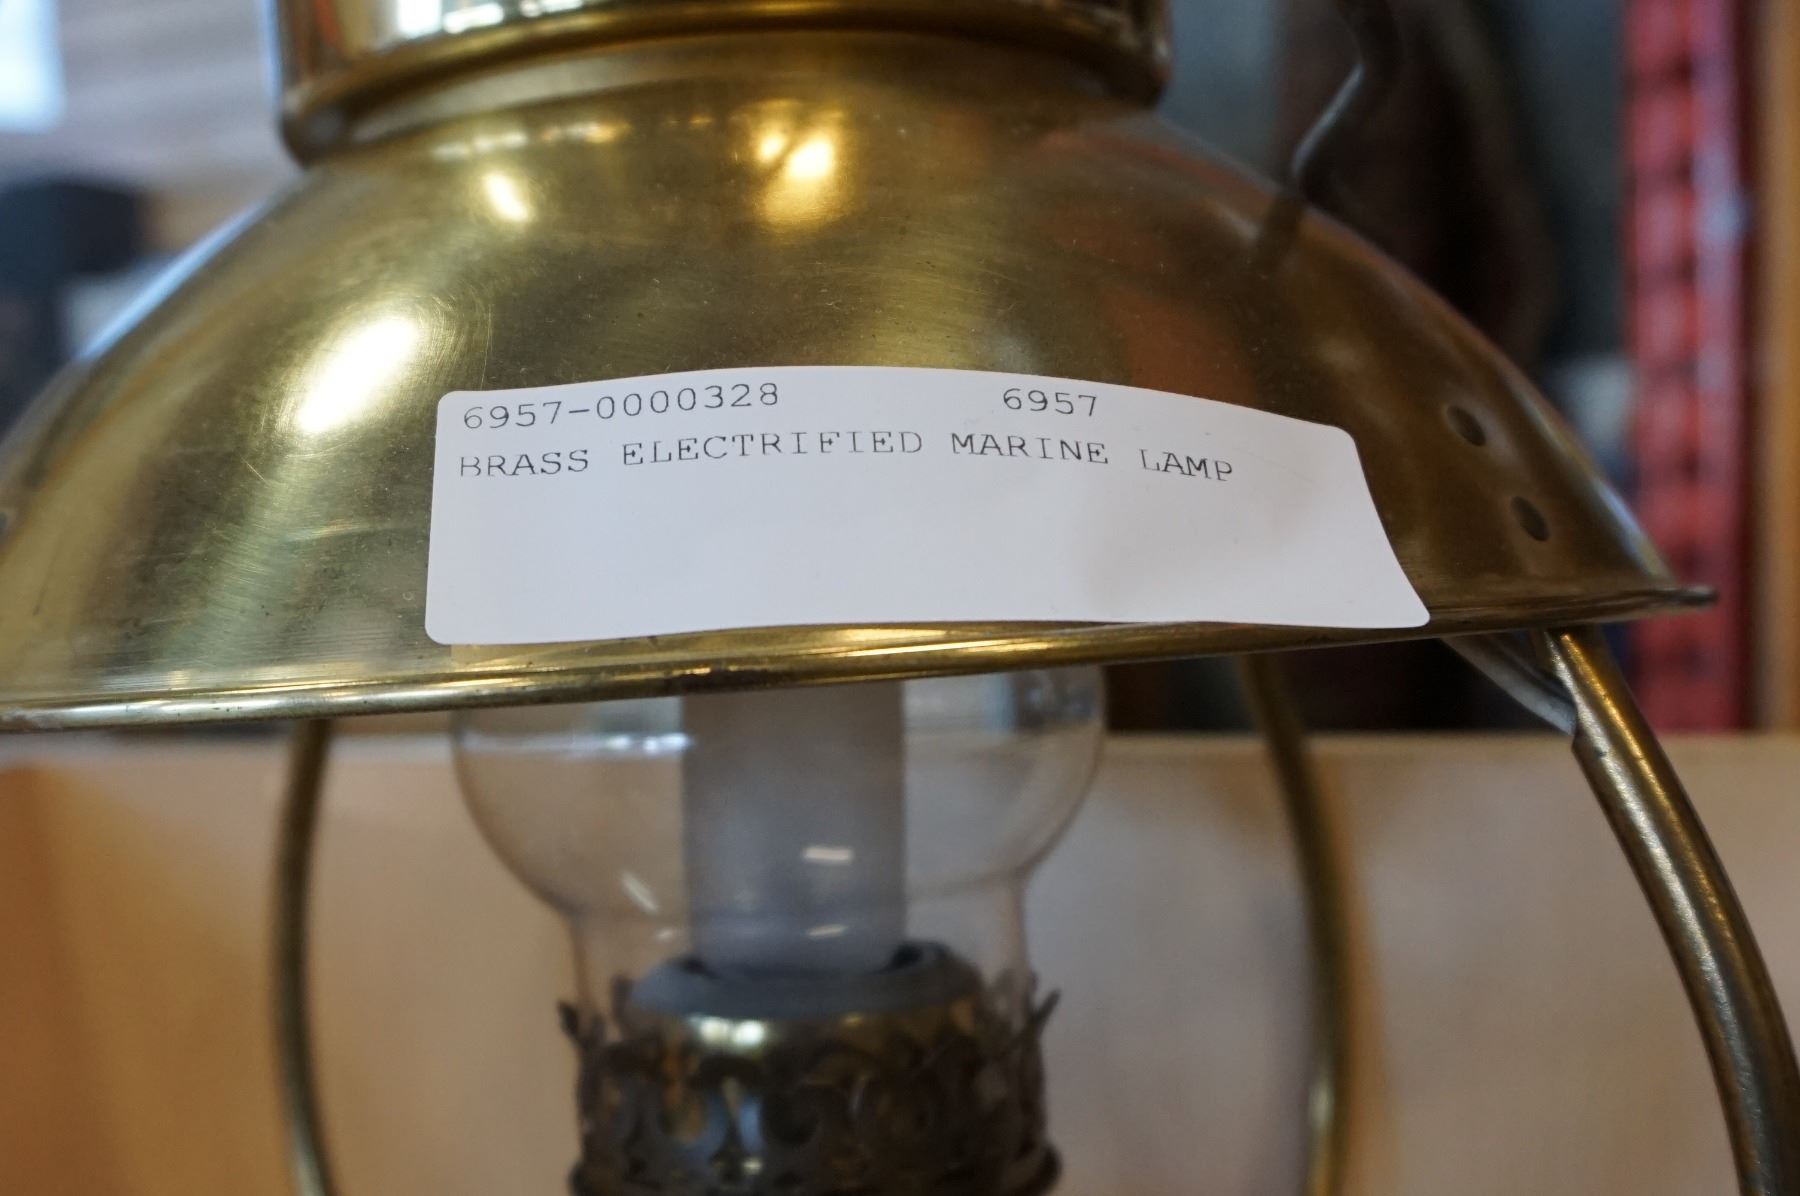 6957-0000328 6957
BRASS ELECTRIFIED MARINE LAMP